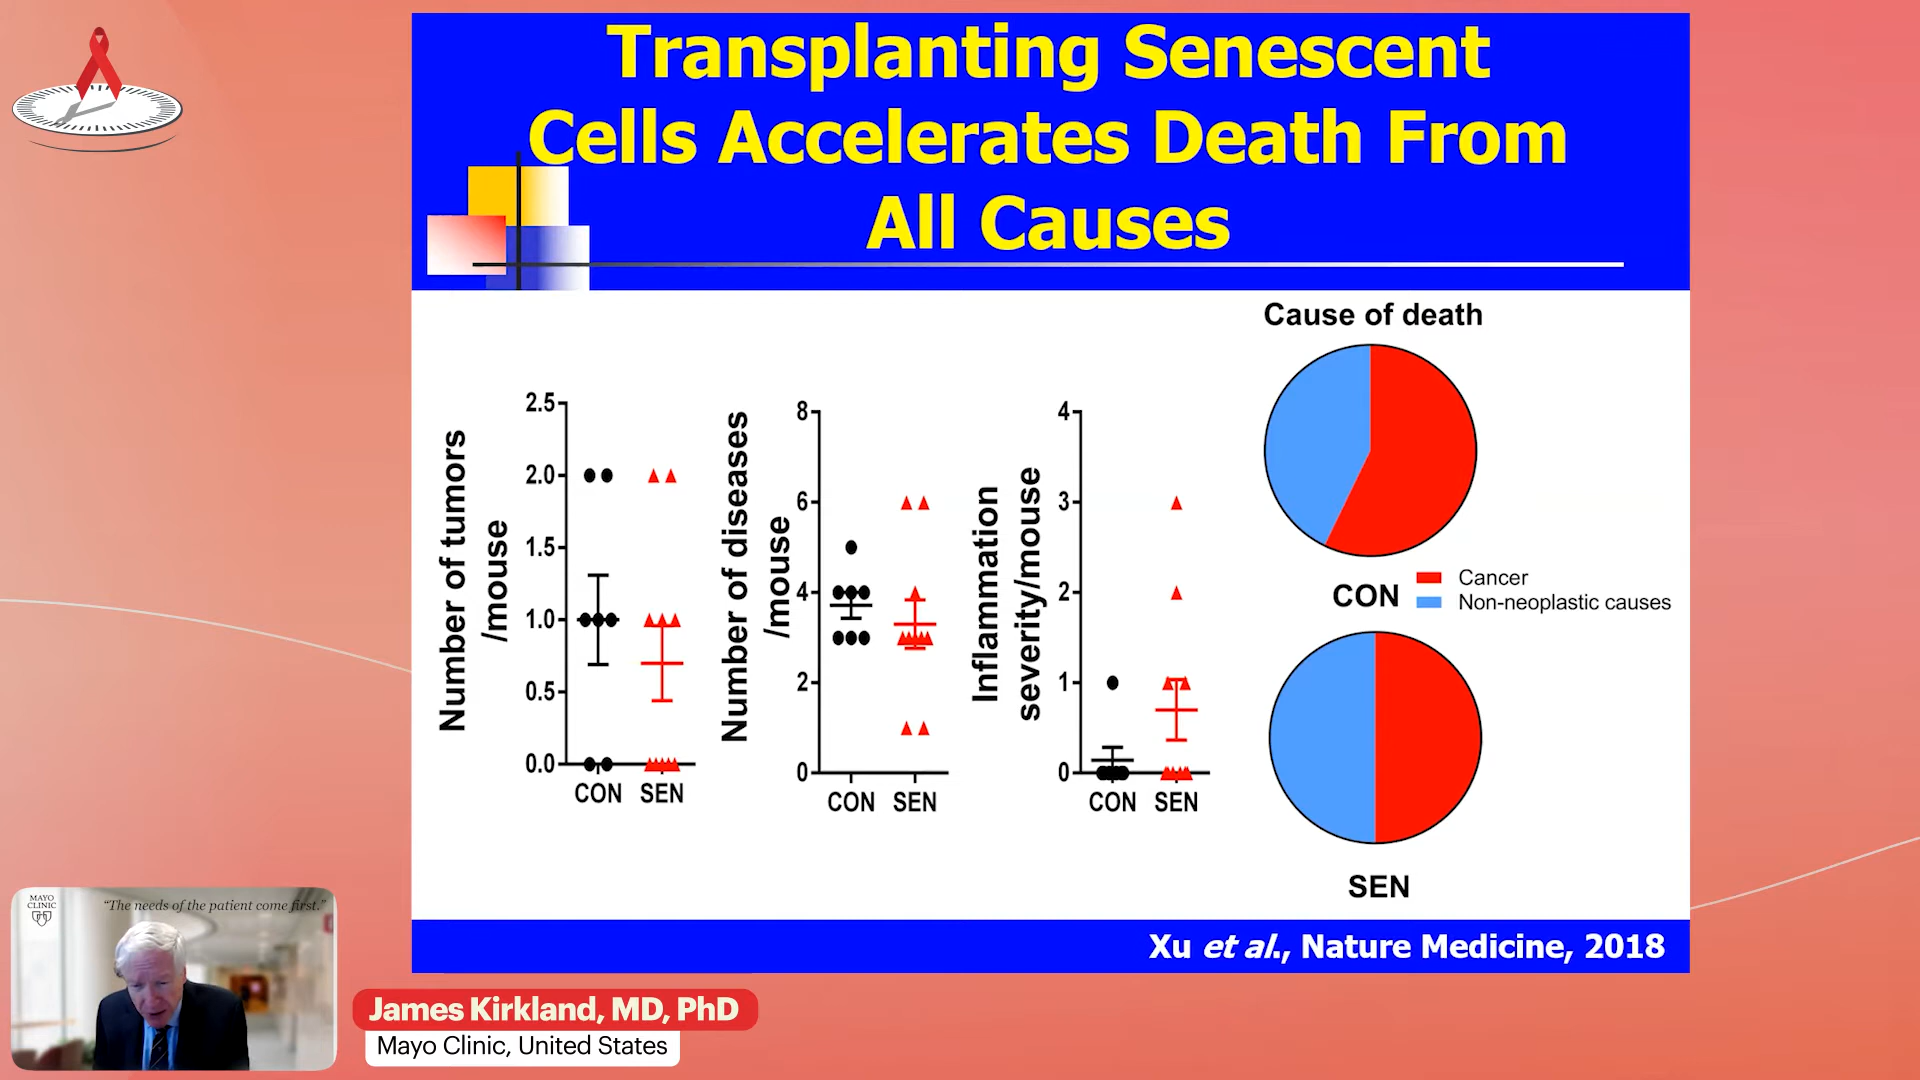 Transplanting Senescent
Cells Accelerates Death From
All Causes
Number of tumors
/mouse
2.5
2.0
1.5
1.0
0.5
0.0
CON SEN
Number of diseases
/mouse
8
6
4
2
0
CON SEN
Inflammation
severity/mouse
4
3
2
1
0
CON SEN
Cause of death
CON
Cancer
Non-neoplastic causes
SEN
Xu et al., Nature Medicine, 2018
MAYO
CLINIC
“The needs of the patient come first.”
James Kirkland, MD, PhD
Mayo Clinic, United States